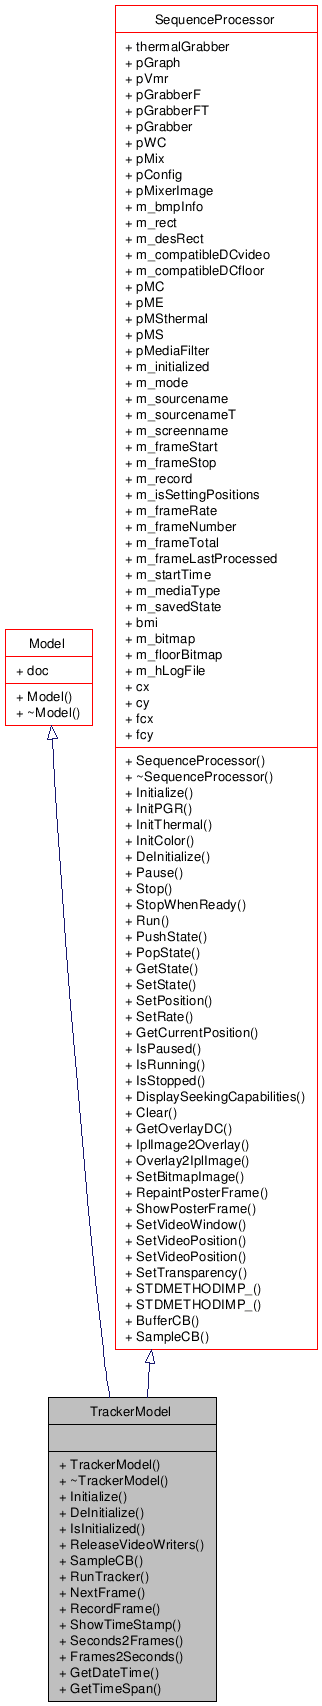 SequenceProcessor
+ thermalGrabber
+ pGraph
+ pVmr
+ pGrabberF
+ pGrabberFT
+ pGrabber
+ pWC
+ pMix
+ pConfig
+ pMixerImage
+ m_bmpInfo
+ m_rect
+ m_desRect
+ m_compatibleDCvideo
+ m_compatibleDCfloor
+ pMC
+ pME
+ pMSthermal
+ pMS
+ pMediaFilter
+ m_initialized
+ m_mode
+ m_sourcename
+ m_sourcenameT
+ m_screenname
+ m_frameStart
+ m_frameStop
+ m_record
+ m_isSettingPositions
+ m_frameRate
+ m_frameNumber
+ m_frameTotal
+ m_frameLastProcessed
+ m_startTime
+ m_mediaType
+ m_savedState
+ bmi
+ m_bitmap
+ m_floorBitmap
+ m_hLogFile
+ cx
+ cy
+ fcx
+ fcy
+ SequenceProcessor()
+ ~SequenceProcessor()
+ Initialize()
+ InitPGR()
+ InitThermal()
+ InitColor()
+ DeInitialize()
+ Pause()
+ Stop()
+ StopWhenReady()
+ Run()
+ PushState()
+ PopState()
+ GetState()
+ SetState()
+ SetPosition()
+ SetRate()
+ GetCurrentPosition()
+ IsPaused()
+ IsRunning()
+ IsStopped()
+ DisplaySeekingCapabilities()
+ Clear()
+ GetOverlayDC()
+ IplImage2Overlay()
+ Overlay2IplImage()
+ SetBitmapImage()
+ RepaintPosterFrame()
+ ShowPosterFrame()
+ SetVideoWindow()
+ SetVideoPosition()
+ SetVideoPosition()
+ SetTransparency()
+ STDMETHODIMP_()
+ STDMETHODIMP_()
+ BufferCB()
+ SampleCB()
Model
+ doc
+ Model()
+ ~Model()
TrackerModel
+ TrackerModel()
+ ~TrackerModel()
+ Initialize()
+ DeInitialize()
+ IsInitialized()
+ ReleaseVideoWriters()
+ SampleCB()
+ RunTracker()
+ NextFrame()
+ RecordFrame()
+ ShowTimeStamp()
+ Seconds2Frames()
+ Frames2Seconds()
+ GetDateTime()
+ GetTimeSpan()